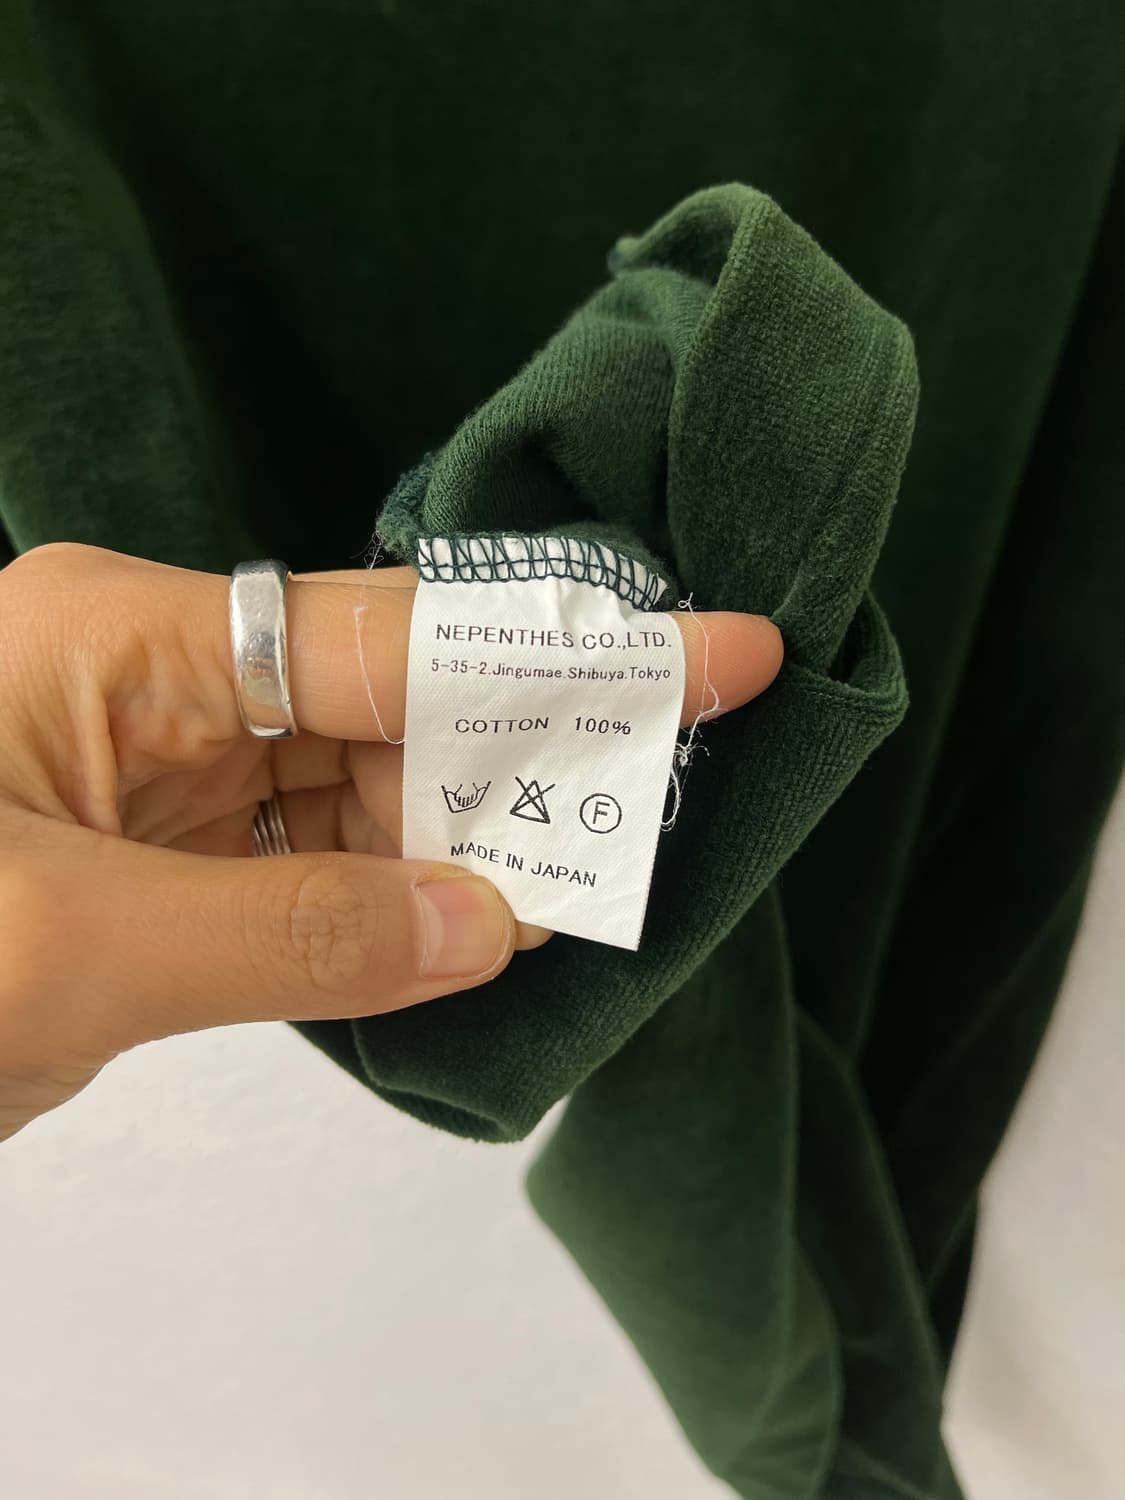 NEPENTHES CO.,LTD.
5-35-2.Jingumae.Shibuya.Tokyo
COTTON 100%
F
MADE IN JAPAN